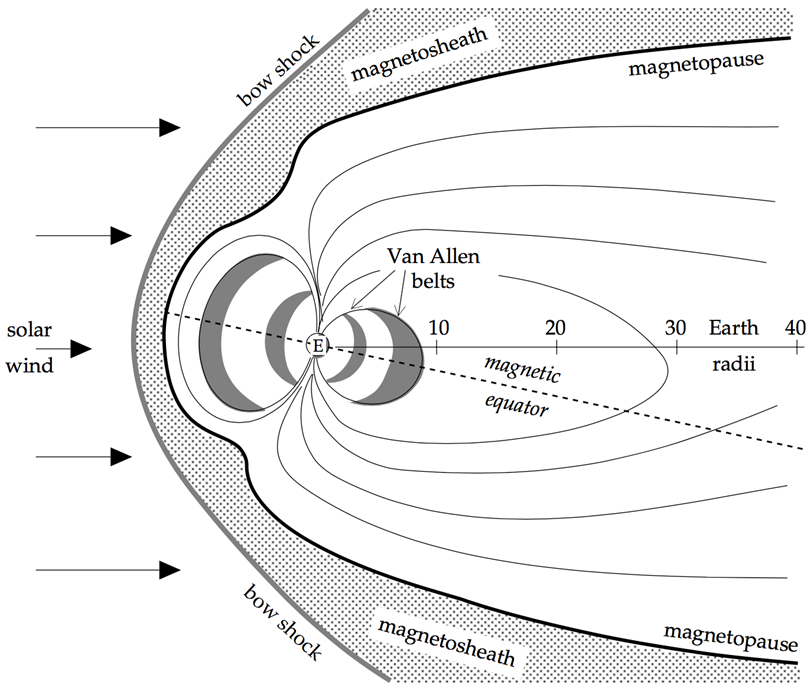 bow shock
magnetosheath
magnetopause
Van Allen
belts
solar
wind
E
10
20
30
Earth
40
radii
magnetic
equator
bow shock
magnetosheath
magnetopause